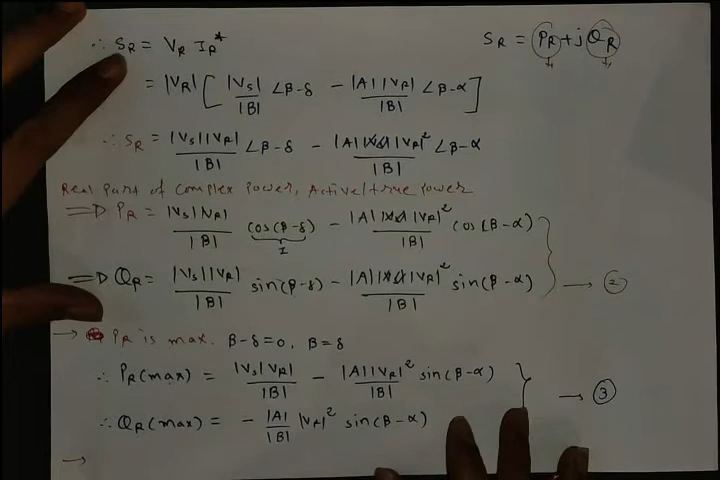 ∴ S_R = V_R I_R*
S_R = P_R + j Q_R
= |V_R| [ |V_S|/|B| ∠β-δ - |A||V_R|/|B| ∠β-α ]
∴ S_R = |V_S||V_R|/|B| ∠β-δ - |A||V_R|²/|B| ∠β-α
Real part of complex power, Active/true power
⇒ P_R = |V_S||V_R|/|B| cos(β-δ) - |A||V_R|²/|B| cos(β-α)
1
⇒ Q_R = |V_S||V_R|/|B| sin(β-δ) - |A||V_R|²/|B| sin(β-α) → ②
→ P_R is max. β-δ=0, β=δ
∴ P_R(max) = |V_S||V_R|/|B| - |A||V_R|²/|B| sin(β-α)
→ ③
∴ Q_R(max) = - |A|/|B| |V_R|² sin(β-α)
→